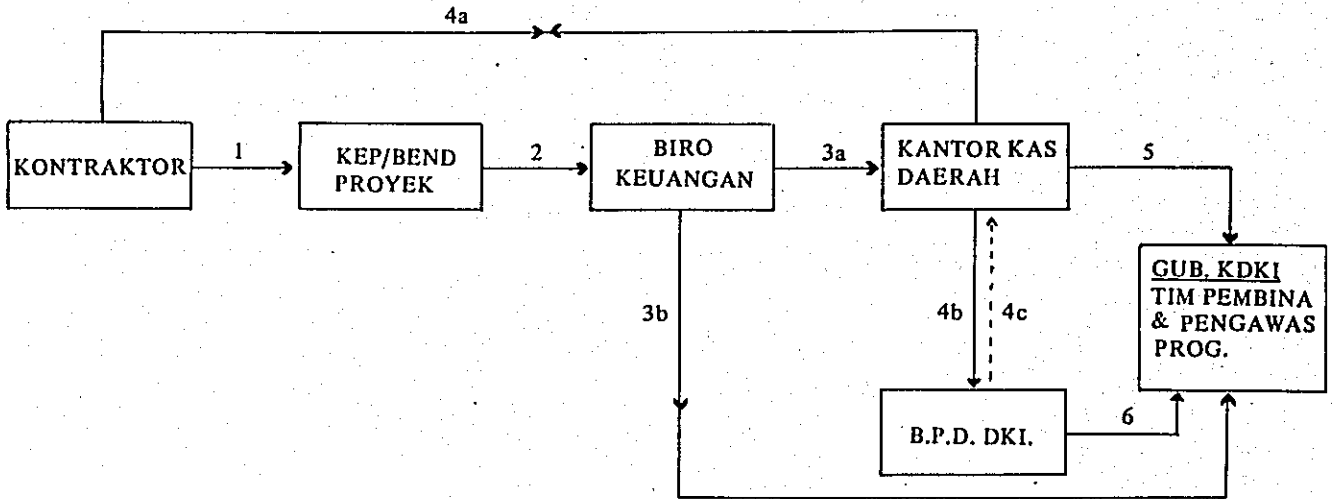 4a
KONTRAKTOR
1
KEP/BEND
PROYEK
2
BIRO
KEUANGAN
3a
KANTOR KAS
DAERAH
5
3b
4b
4c
GUB, KDKI
TIM PEMBINA
& PENGAWAS
PROG.
B.P.D. DKI.
6